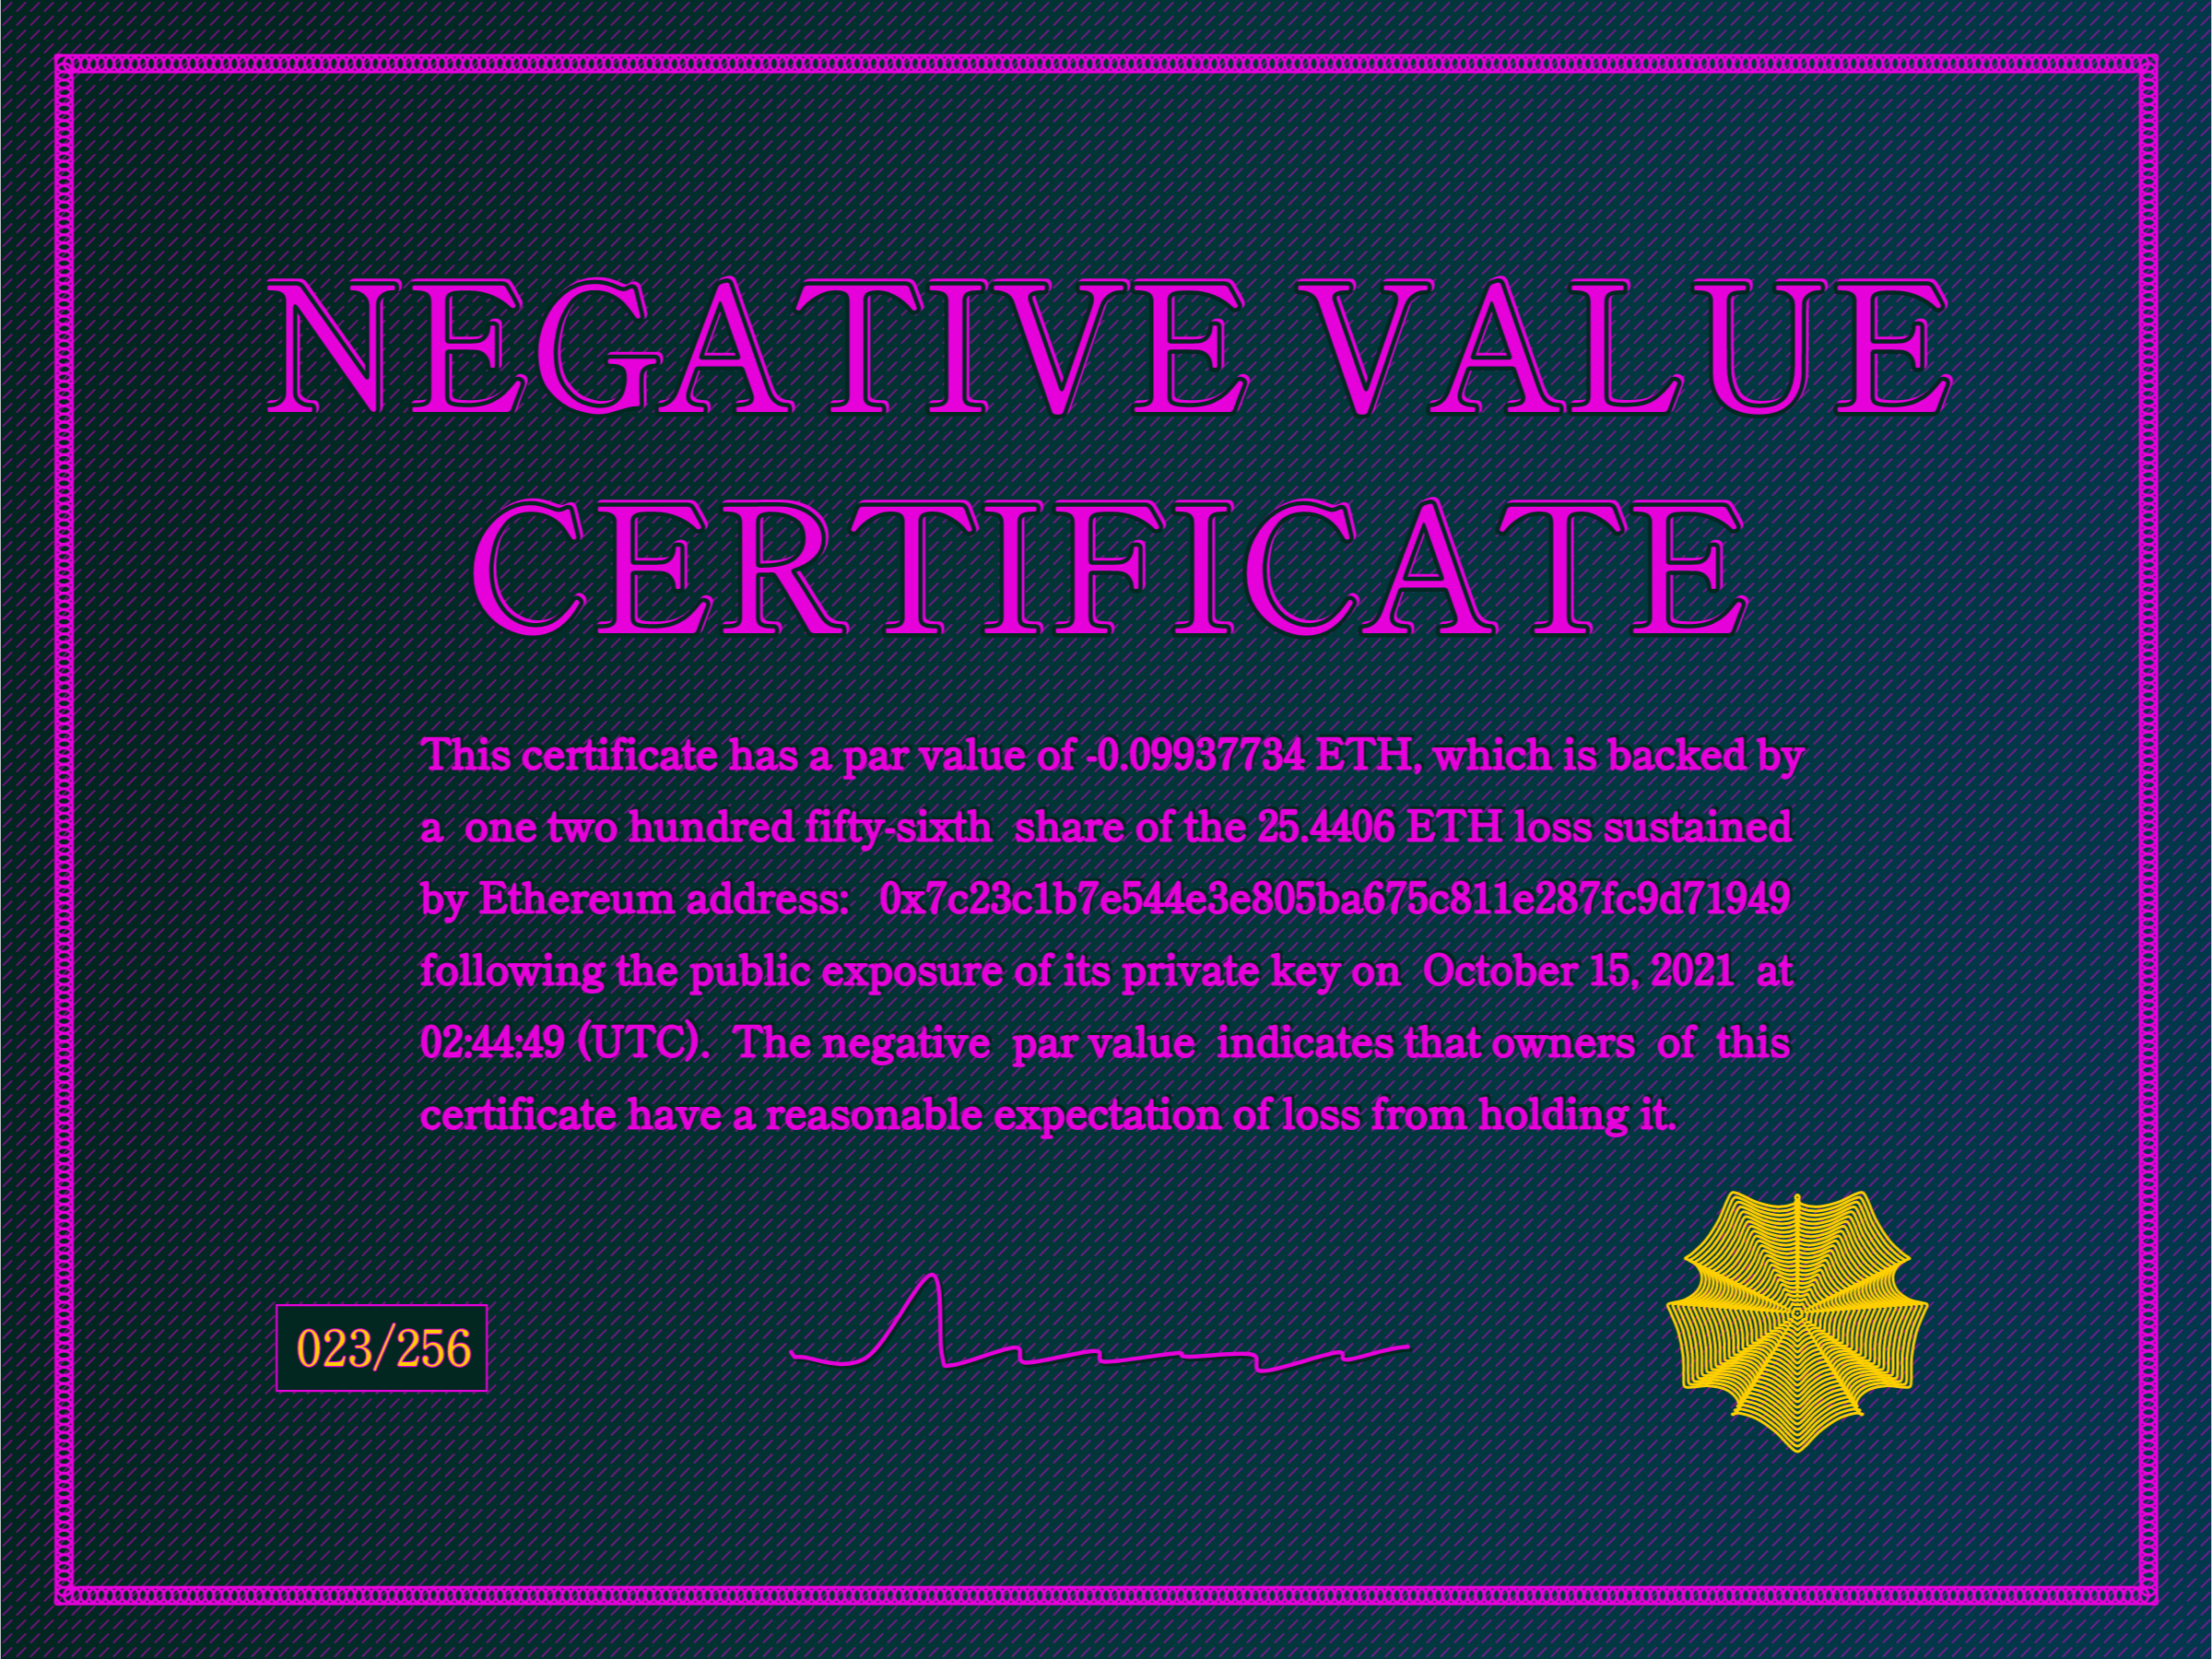 NEGATIVE VALUE
CERTIFICATE
This certificate has a par value of -0.09937734 ETH, which is backed by
a one two hundred fifty-sixth share of the 25.4406 ETH loss sustained
by Ethereum address: 0x7c23c1b7e544e3e805ba675c811e287fc9d71949
following the public exposure of its private key on October 15, 2021 at
02:44:49 (UTC). The negative par value indicates that owners of this
certificate have a reasonable expectation of loss from holding it.
023/256